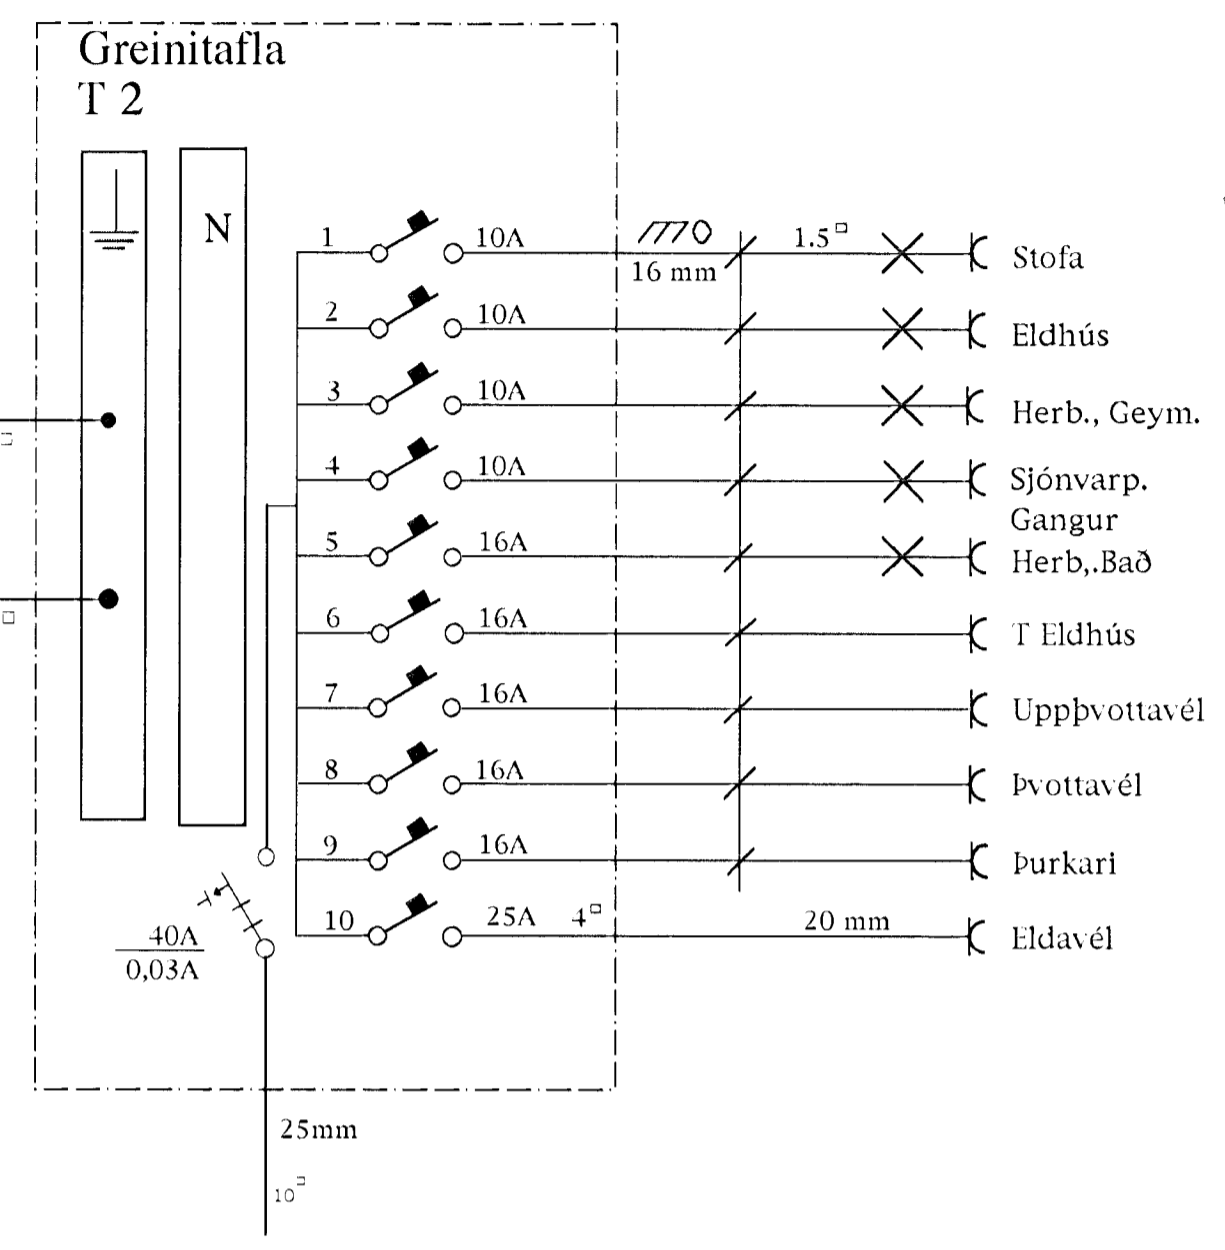 Greinitafla
T 2
N
1 10A 16 mm 1.5□ Stofa
2 10A Eldhús
3 10A Herb., Geym.
4 10A Sjónvarp.
Gangur
5 16A Herb,.Bað
6 16A T Eldhús
7 16A Uppþvottavél
8 16A Þvottavél
9 16A Þurkari
10 25A 4□ 20 mm Eldavél
40A
0,03A
25mm
10□